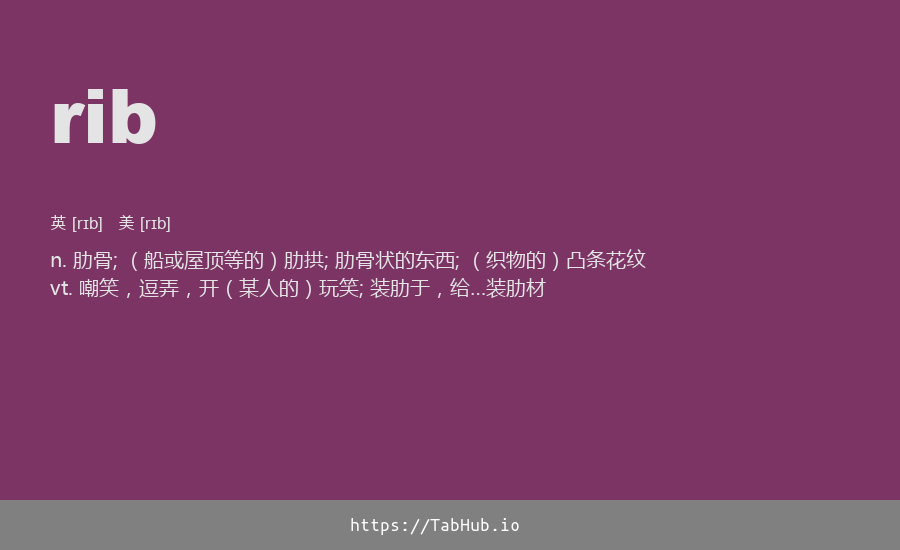 rib
英 [rɪb]   美 [rɪb]
n. 肋骨; （船或屋顶等的）肋拱; 肋骨状的东西; （织物的）凸条花纹
vt. 嘲笑，逗弄，开（某人的）玩笑; 装肋于，给…装肋材
https://TabHub.io